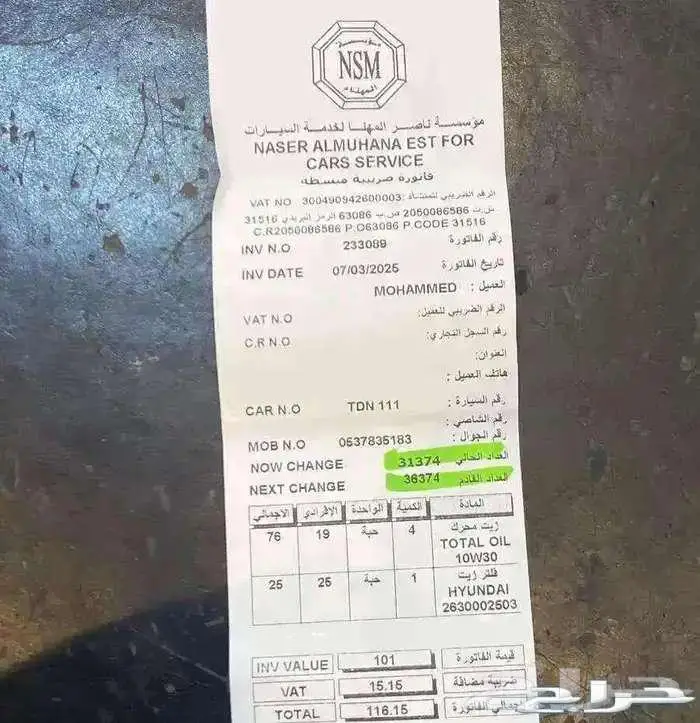 مؤسسة
NSM
المهنا
مؤسسة ناصر المهنا لخدمة السيارات
NASER ALMUHANA EST FOR
CARS SERVICE
فاتورة ضريبية مبسطة
VAT NO 300490942600003 الرقم الضريبي للمنشأة:
س.ت 2050086586 ص.ب 63086 الرمز البريدي 31516
C.R2050086586 P.O63086 P.CODE 31516
INV N.O 233089 رقم الفاتورة
INV DATE 07/03/2025 تاريخ الفاتورة
MOHAMMED العميل :
VAT N.O الرقم الضريبي للعميل:
C.R N.O رقم السجل التجاري:
العنوان:
هاتف العميل :
CAR N.O TDN 111 رقم السيارة :
رقم الشاصي :
MOB N.O 0537835183 رقم الجوال :
NOW CHANGE 31374 العداد الحالي
NEXT CHANGE 36374 العداد القادم
المادة الكمية الواحدة الإفرادي الاجمالي
زيت محرك 4 حبة 19 76
TOTAL OIL
10W30
فلتر زيت 1 حبة 25 25
HYUNDAI
2630002503
INV VALUE 101 قيمة الفاتورة
VAT 15.15 ضريبة مضافة
TOTAL 116.15 إجمالي الفاتورة
حراج